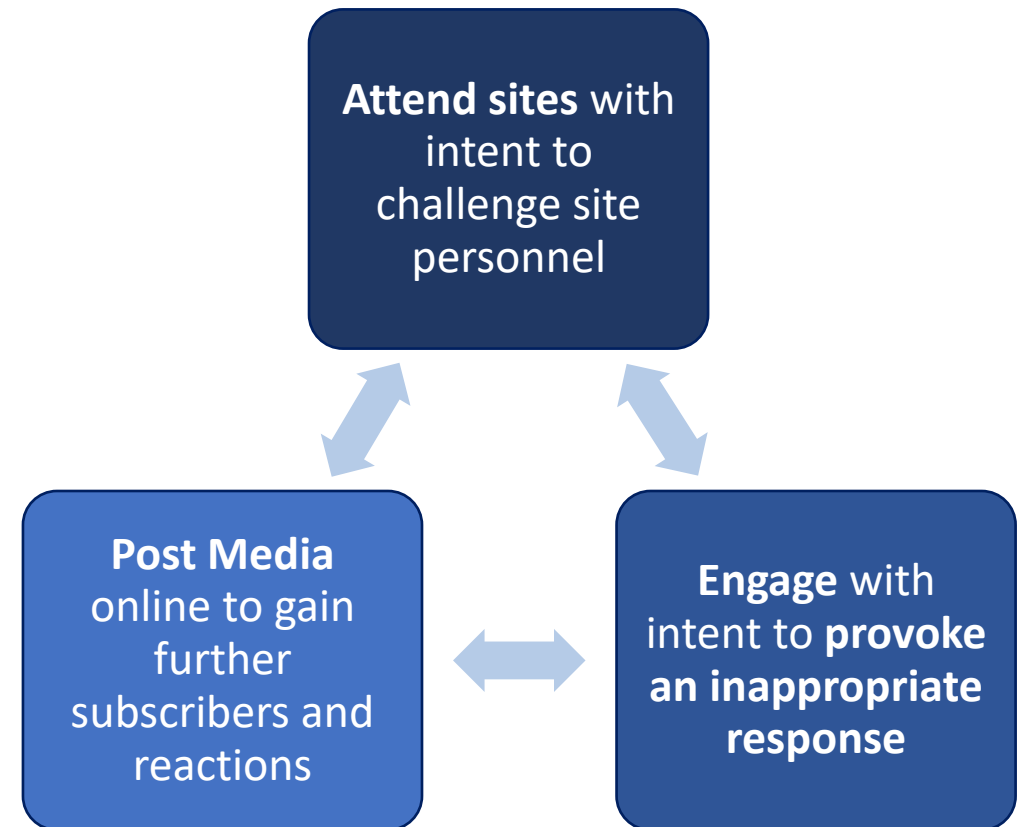 Attend sites with
intent to
challenge site
personnel
Post Media
online to gain
further
subscribers and
reactions
Engage with
intent to provoke
an inappropriate
response